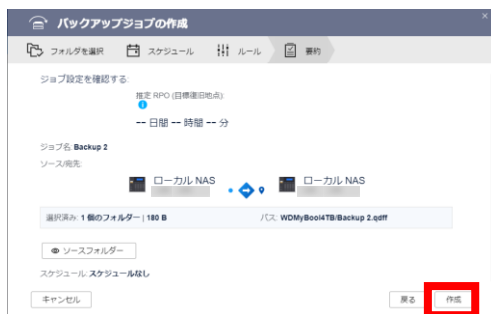 バックアップジョブの作成
フォルダを選択 スケジュール ルール 要約
ジョブ設定を確認する:
推定 RPO (目標復旧地点):
-- 日間 -- 時間 -- 分
ジョブ名: Backup 2
ソース/宛先:
ローカル NAS ローカル NAS
選択済み: 1 個のフォルダー | 180 B パス: WDMyBool4TB/Backup 2.qdff
ソースフォルダー
スケジュール: スケジュールなし
キャンセル 戻る 作成